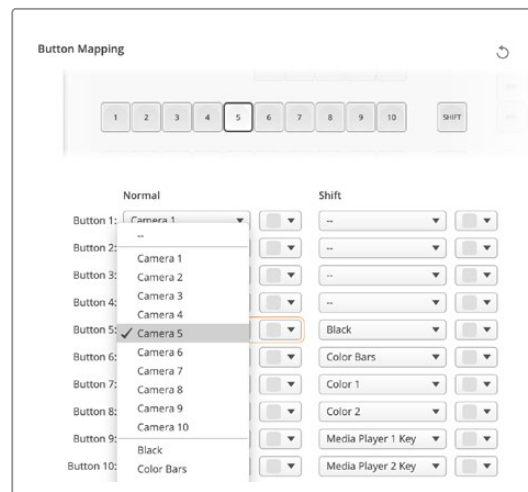 Button Mapping
1 2 3 4 5 6 7 8 9 10 SHIFT
Normal Shift
Button 1: Camera 1 --
--
Button 2: --
Camera 1
Camera 2
Button 3: --
Camera 3
Button 4: --
Camera 4
Button 5: ✓ Camera 5 Black
Button 6: Camera 6 Color Bars
Camera 7
Button 7: Color 1
Camera 8
Button 8: Camera 9 Color 2
Camera 10
Button 9: Media Player 1 Key
Black
Button 10: Color Bars Media Player 2 Key